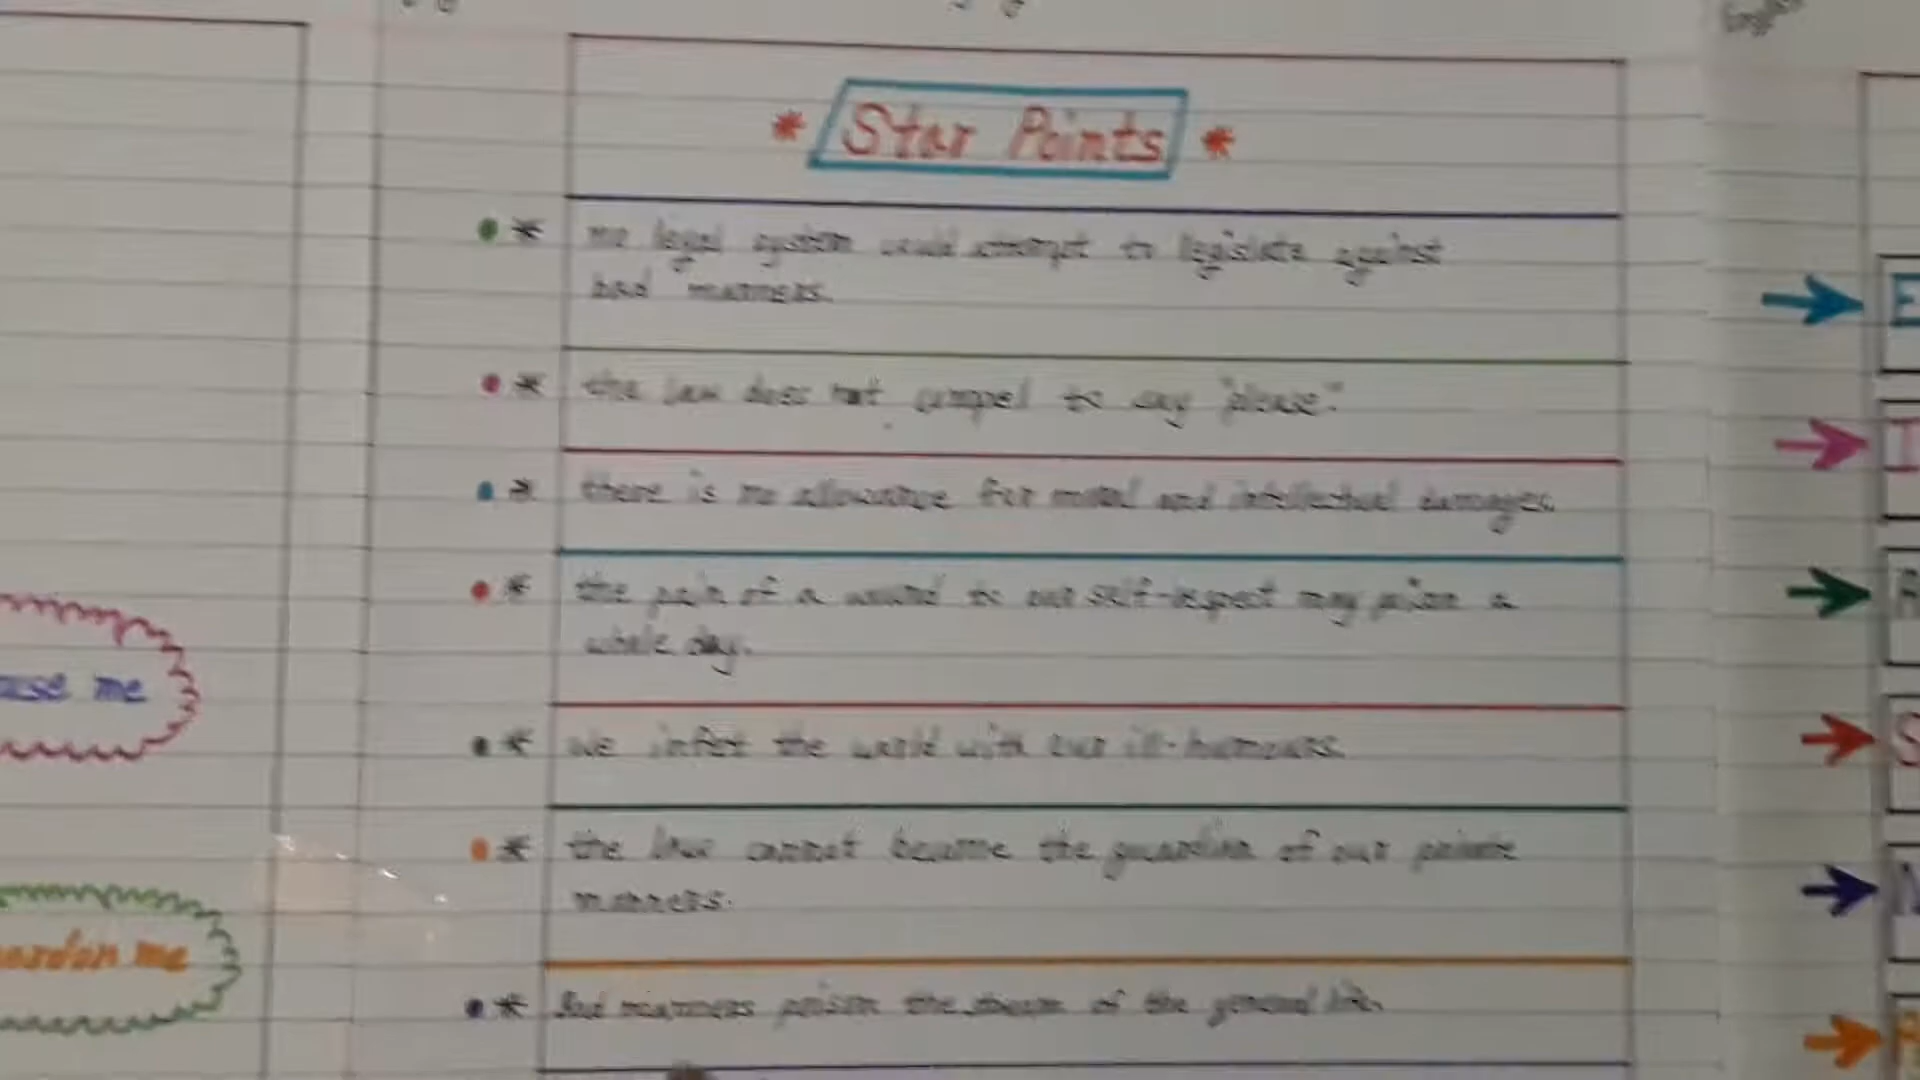 * Star Points *
* no legal system would attempt to legislate against
bad manners.
* the law does not compel to say "please".
* there is no allowance for moral and intellectual damages.
* the pain of a wound to our self-respect may a
whole day.
* we infect the world with our ill-humours.
* the law cannot become the guardian of our private
manners.
* Bad manners poison the stream of the general life.
me
me